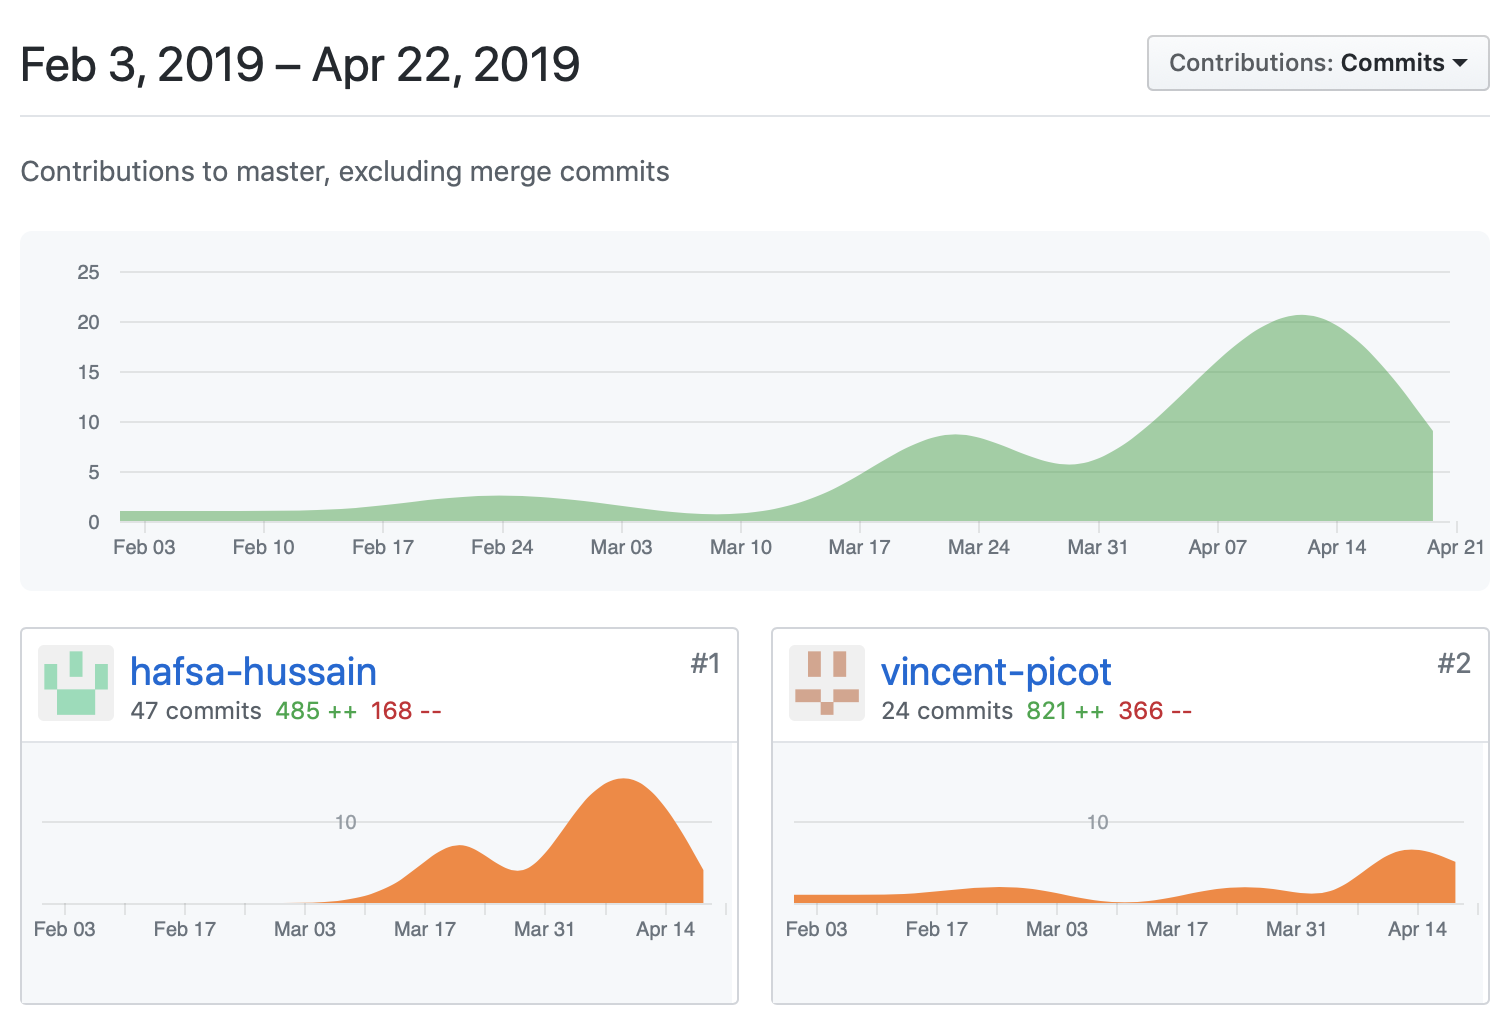 Feb 3, 2019 – Apr 22, 2019
Contributions: Commits
Contributions to master, excluding merge commits
25
20
15
10
5
0
Feb 03 Feb 10 Feb 17 Feb 24 Mar 03 Mar 10 Mar 17 Mar 24 Mar 31 Apr 07 Apr 14 Apr 21
hafsa-hussain #1
47 commits 485 ++ 168 --
10
Feb 03 Feb 17 Mar 03 Mar 17 Mar 31 Apr 14
vincent-picot #2
24 commits 821 ++ 366 --
10
Feb 03 Feb 17 Mar 03 Mar 17 Mar 31 Apr 14